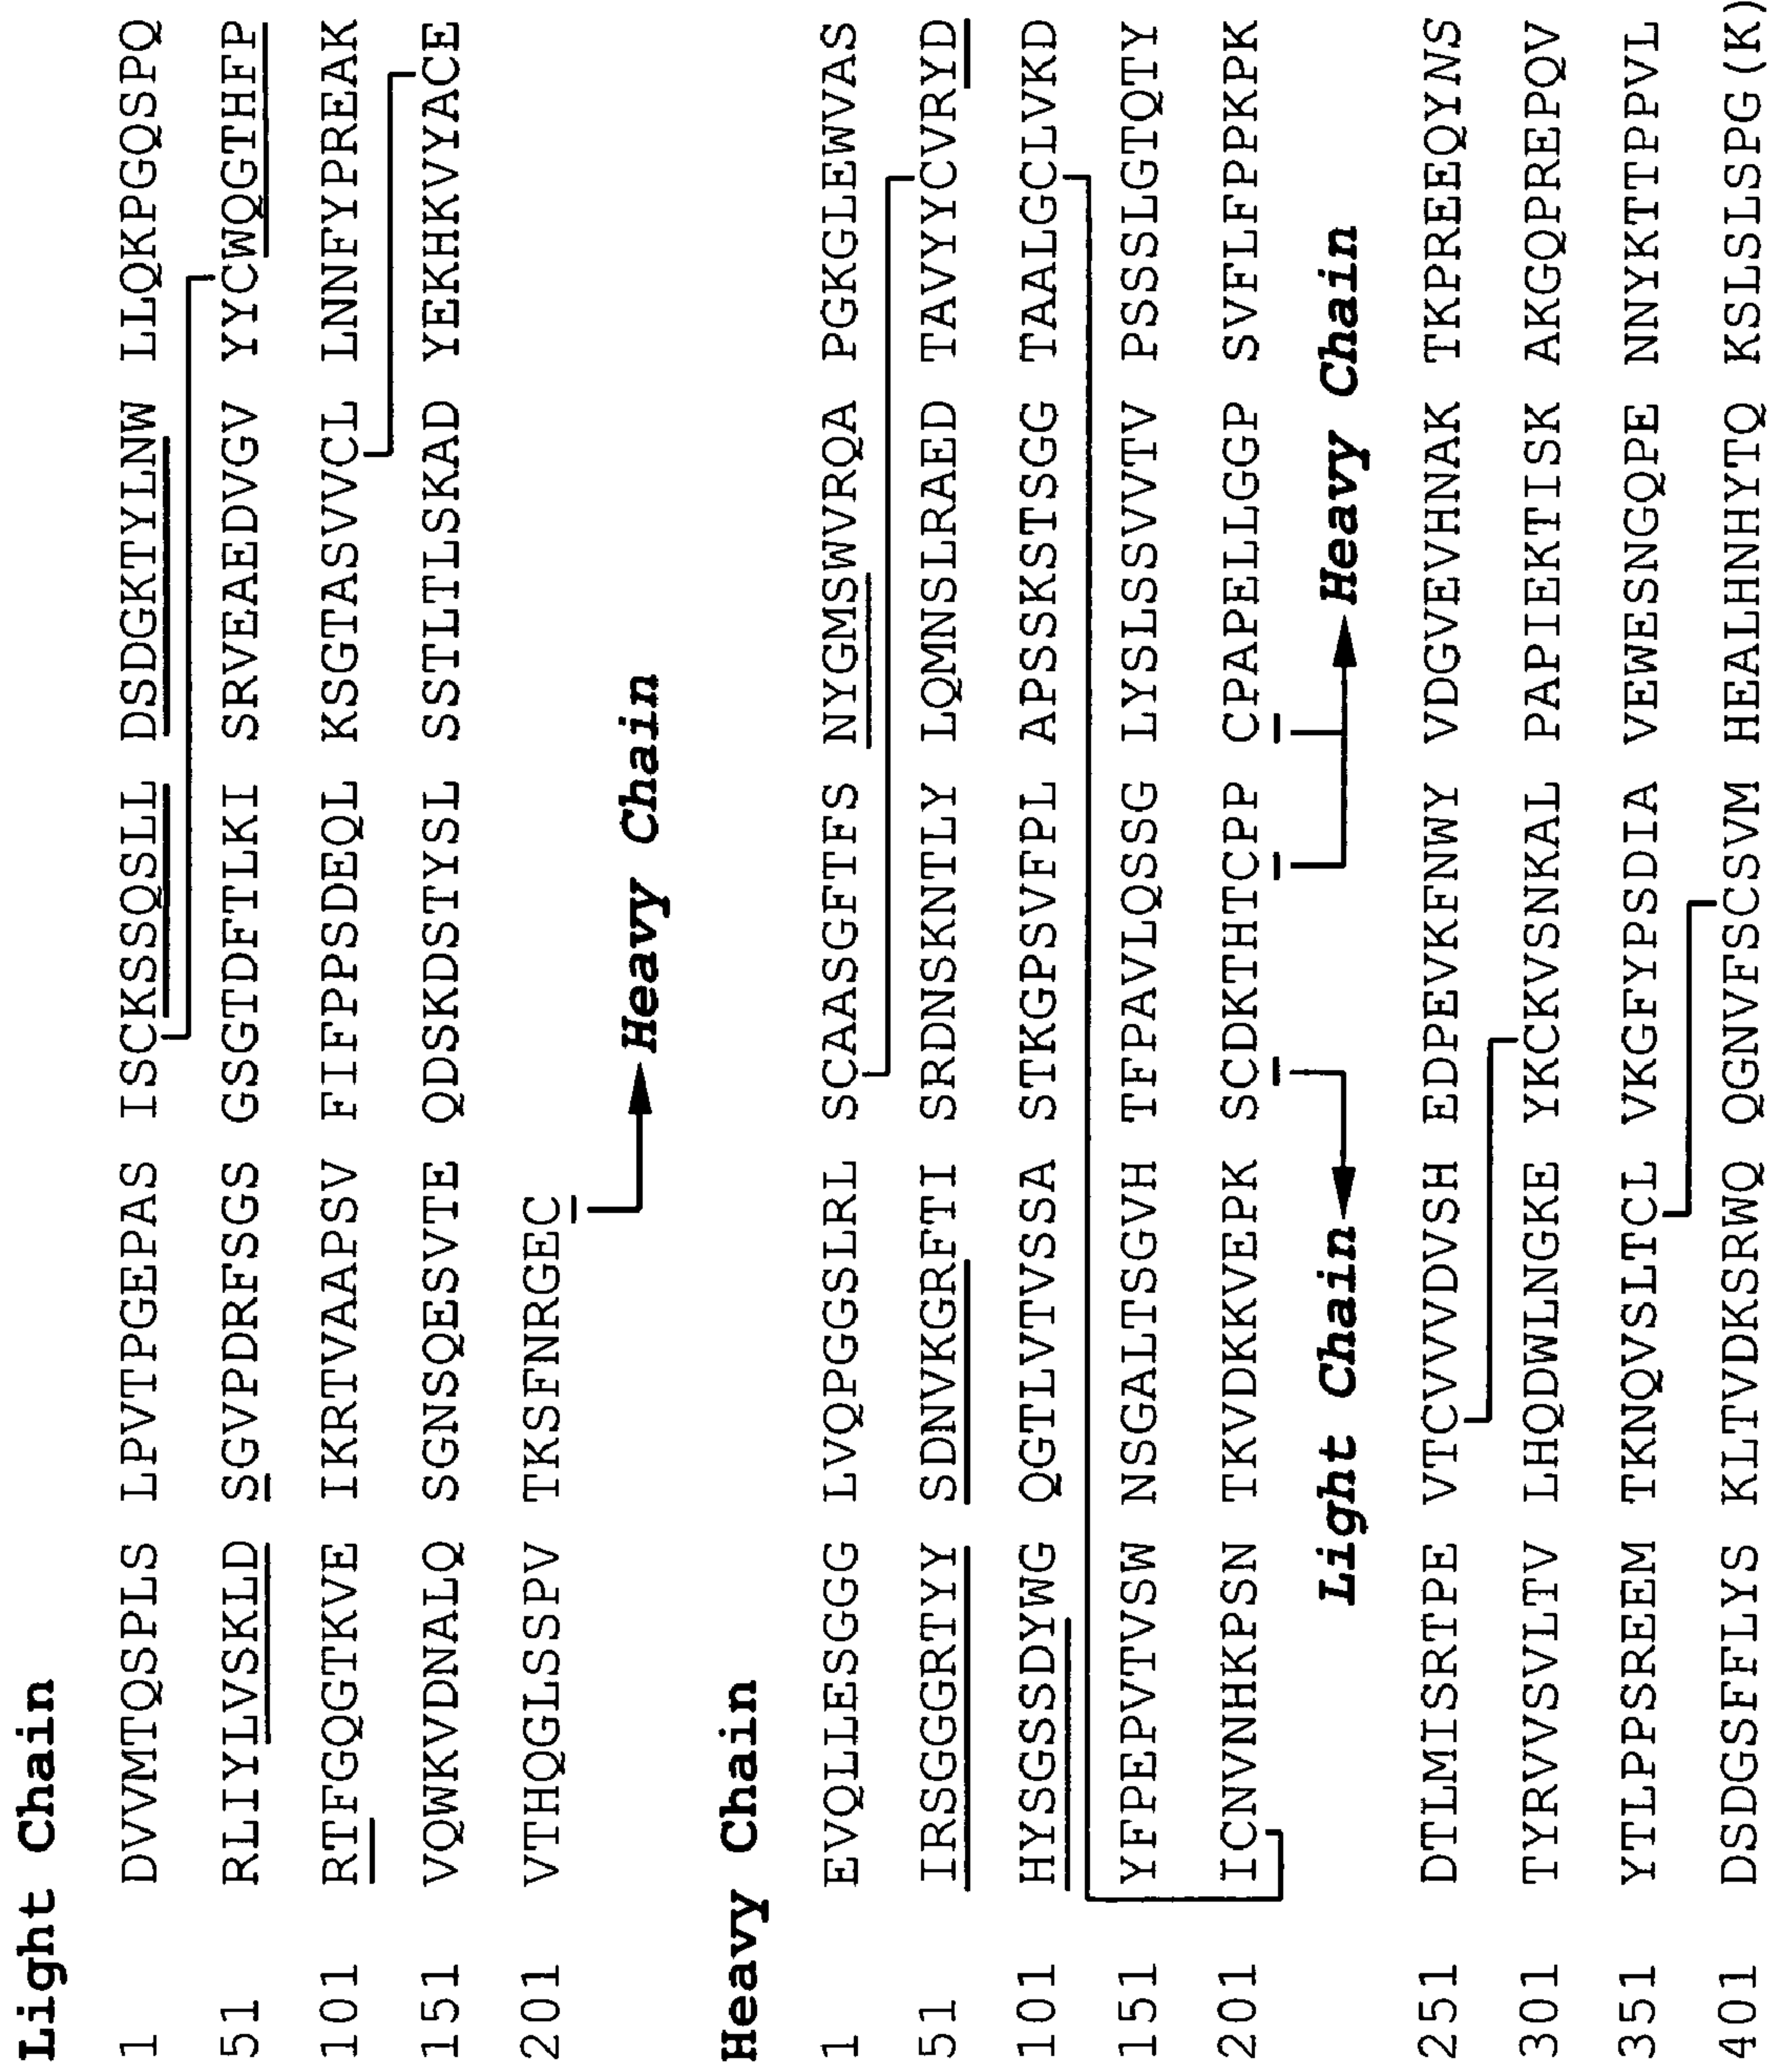 Light Chain
1 DVVMTQSPLS LPVTPGEPAS ISCKSSQSLL DSDGKTYLNW LLQKPGQSPQ
51 RLIYLVSKLD SGVPDRFSGS GSGTDFTLKI SRVEAEDVGV YYCWQGTHFP
101 RTFGQGTKVE IKRTVAAPSV FIFPPSDEQL KSGTASVVCL LNNFYPREAK
151 VQWKVDNALQ SGNSQESVTE QDSKDSTYSL SSTLTLSKAD YEKHKVYACE
201 VTHQGLSSPV TKSFNRGEC
Heavy Chain
Heavy Chain
1 EVQLLESGGG LVQPGGSLRL SCAASGFTFS NYGMSWVRQA PGKGLEWVAS
51 IRSGGGRTYY SDNVKGRFTI SRDNSKNTLY LQMNSLRAED TAVYYCVRYD
101 HYSGSSDYWG QGTLVTVSSA STKGPSVFPL APSSKSTSGG TAALGCLVKD
151 YFPEPVTVSW NSGALTSGVH TFPAVLQSSG LYSLSSVVTV PSSSLGTQTY
201 ICNVNHKPSN TKVDKKVEPK SCDKTHTCPP CPAPELLGGP SVFLFPPKPK
Light Chain Heavy Chain
251 DTLMISRTPE VTCVVVDVSH EDPEVKFNWY VDGVEVHNAK TKPREEQYNS
301 TYRVVSVLTV LHQDWLNGKE YKCKVSNKAL PAPIEKTISK AKGQPREPQV
351 YTLPPSREEM TKNQVSLTCL VKGFYPSDIA VEWESNGQPE NNYKTTPPVL
401 DSDGSFFLYS KLTVDKSRWQ QGNVFSCSVM HEALHNHYTQ KSLSLSPG(K)